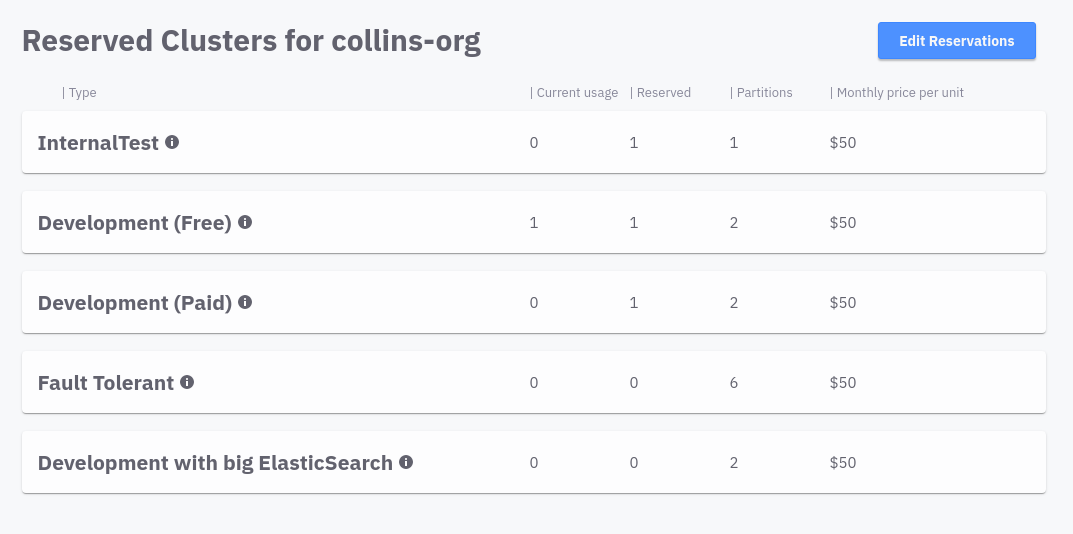 Reserved Clusters for collins-org
Edit Reservations
| Type | Current usage | Reserved | Partitions | Monthly price per unit
InternalTest 0 1 1 $50
Development (Free) 1 1 2 $50
Development (Paid) 0 1 2 $50
Fault Tolerant 0 0 6 $50
Development with big ElasticSearch 0 0 2 $50